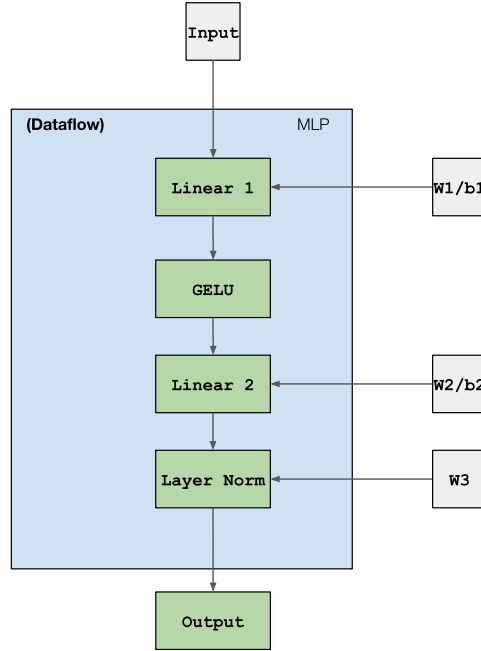 Input
(Dataflow) MLP
Linear 1
W1/b1
GELU
Linear 2
W2/b2
Layer Norm
W3
Output